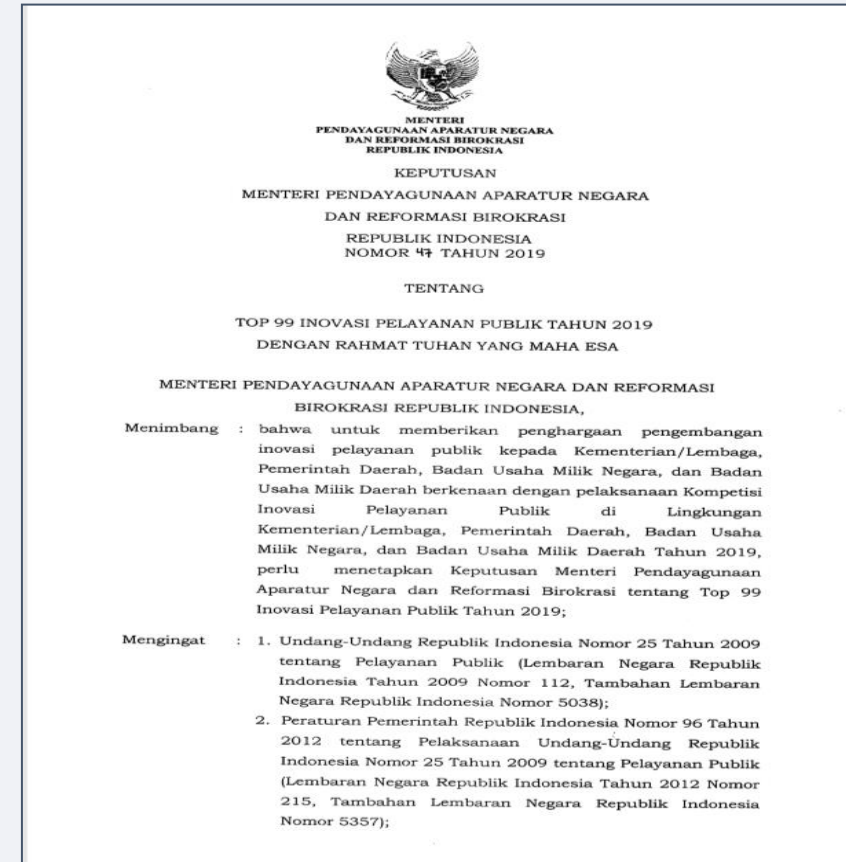 MENTERI
PENDAYAGUNAAN APARATUR NEGARA
DAN REFORMASI BIROKRASI
REPUBLIK INDONESIA
KEPUTUSAN
MENTERI PENDAYAGUNAAN APARATUR NEGARA
DAN REFORMASI BIROKRASI
REPUBLIK INDONESIA
NOMOR 47 TAHUN 2019
TENTANG
TOP 99 INOVASI PELAYANAN PUBLIK TAHUN 2019
DENGAN RAHMAT TUHAN YANG MAHA ESA
MENTERI PENDAYAGUNAAN APARATUR NEGARA DAN REFORMASI
BIROKRASI REPUBLIK INDONESIA,
Menimbang : bahwa untuk memberikan penghargaan pengembangan
inovasi pelayanan publik kepada Kementerian/Lembaga,
Pemerintah Daerah, Badan Usaha Milik Negara, dan Badan
Usaha Milik Daerah berkenaan dengan pelaksanaan Kompetisi
Inovasi Pelayanan Publik di Lingkungan
Kementerian/Lembaga, Pemerintah Daerah, Badan Usaha
Milik Negara, dan Badan Usaha Milik Daerah Tahun 2019,
perlu menetapkan Keputusan Menteri Pendayagunaan
Aparatur Negara dan Reformasi Birokrasi tentang Top 99
Inovasi Pelayanan Publik Tahun 2019;
Mengingat : 1. Undang-Undang Republik Indonesia Nomor 25 Tahun 2009
tentang Pelayanan Publik (Lembaran Negara Republik
Indonesia Tahun 2009 Nomor 112, Tambahan Lembaran
Negara Republik Indonesia Nomor 5038);
2. Peraturan Pemerintah Republik Indonesia Nomor 96 Tahun
2012 tentang Pelaksanaan Undang-Undang Republik
Indonesia Nomor 25 Tahun 2009 tentang Pelayanan Publik
(Lembaran Negara Republik Indonesia Tahun 2012 Nomor
215, Tambahan Lembaran Negara Republik Indonesia
Nomor 5357);